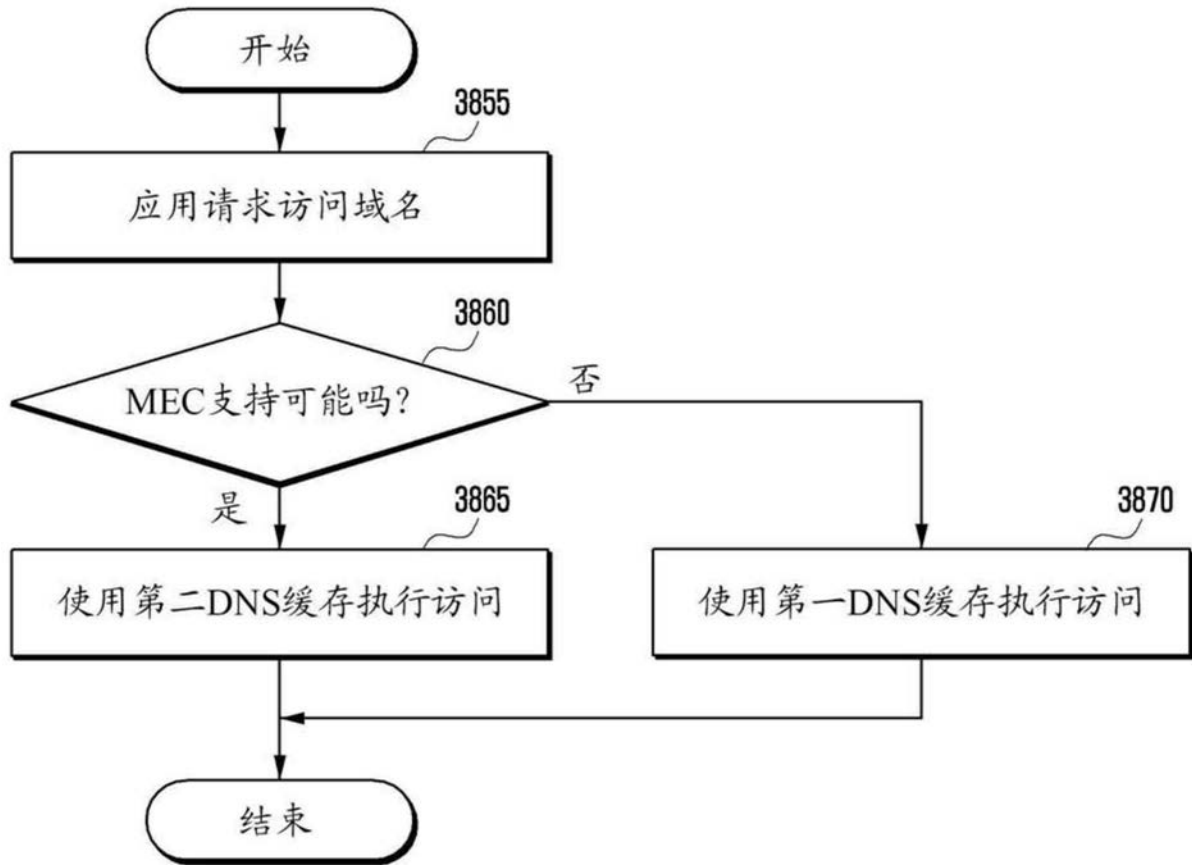 开始
3855
应用请求访问域名
3860
MEC支持可能吗?
否
是
3865
使用第二DNS缓存执行访问
3870
使用第一DNS缓存执行访问
结束